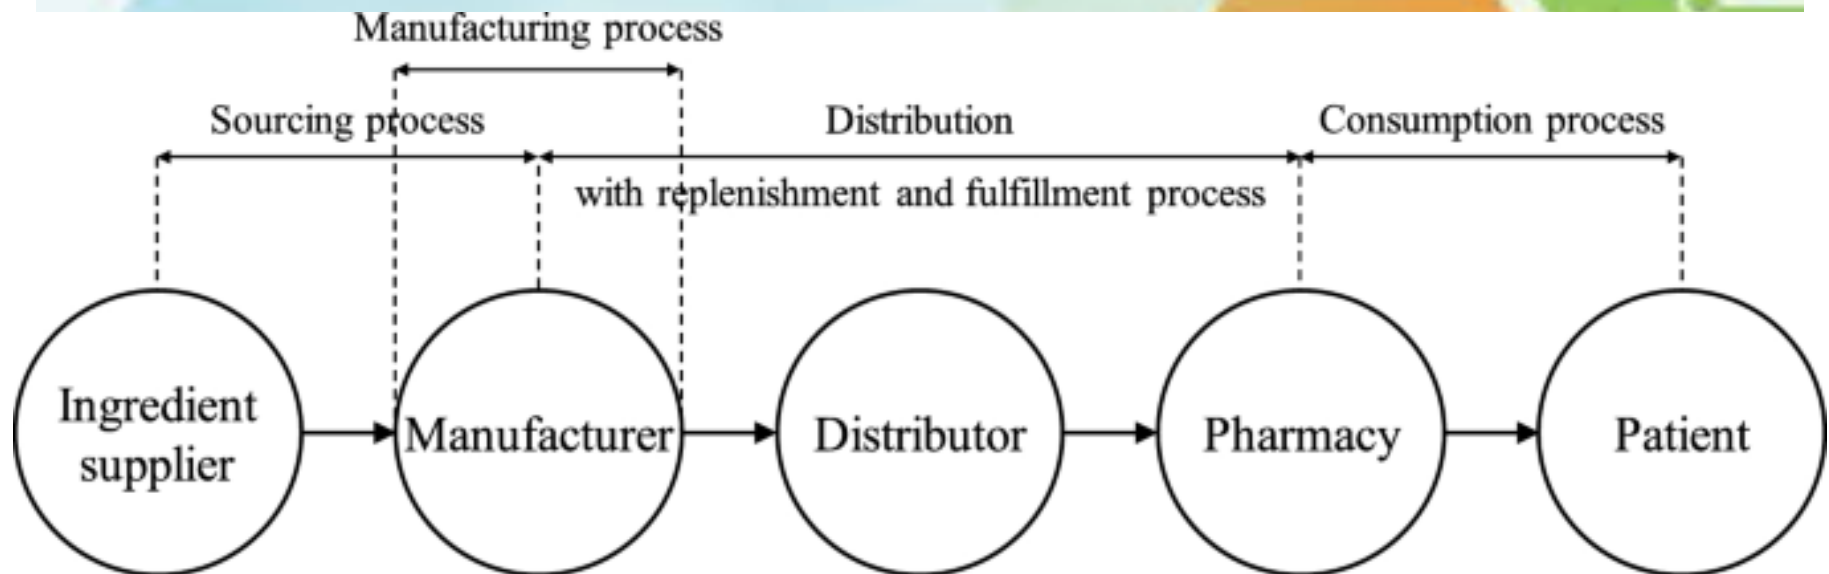 Manufacturing process
Sourcing process
Distribution
Consumption process
with replenishment and fulfillment process
Ingredient
supplier
Manufacturer
Distributor
Pharmacy
Patient